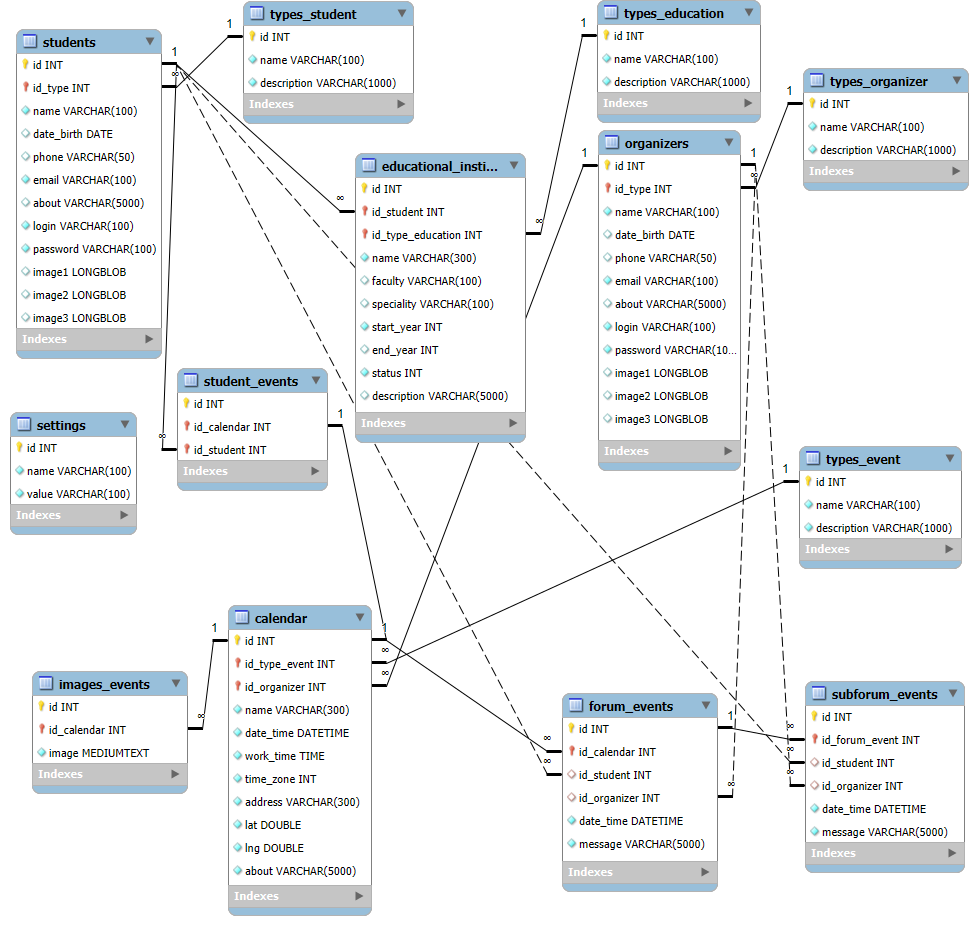 students
id INT
id_type INT
name VARCHAR(100)
date_birth DATE
phone VARCHAR(50)
email VARCHAR(100)
about VARCHAR(5000)
login VARCHAR(100)
password VARCHAR(100)
image1 LONGBLOB
image2 LONGBLOB
image3 LONGBLOB
Indexes
types_student
id INT
name VARCHAR(100)
description VARCHAR(1000)
Indexes
types_education
id INT
name VARCHAR(100)
description VARCHAR(1000)
Indexes
types_organizer
id INT
name VARCHAR(100)
description VARCHAR(1000)
Indexes
educational_insti...
id INT
id_student INT
id_type_education INT
name VARCHAR(300)
faculty VARCHAR(100)
speciality VARCHAR(100)
start_year INT
end_year INT
status INT
description VARCHAR(5000)
Indexes
organizers
id INT
id_type INT
name VARCHAR(100)
date_birth DATE
phone VARCHAR(50)
email VARCHAR(100)
about VARCHAR(5000)
login VARCHAR(100)
password VARCHAR(10...
image1 LONGBLOB
image2 LONGBLOB
image3 LONGBLOB
Indexes
student_events
id INT
id_calendar INT
id_student INT
Indexes
settings
id INT
name VARCHAR(100)
value VARCHAR(100)
Indexes
types_event
id INT
name VARCHAR(100)
description VARCHAR(1000)
Indexes
calendar
id INT
id_type_event INT
id_organizer INT
name VARCHAR(300)
date_time DATETIME
work_time TIME
time_zone INT
address VARCHAR(300)
lat DOUBLE
lng DOUBLE
about VARCHAR(5000)
Indexes
images_events
id INT
id_calendar INT
image MEDIUMTEXT
Indexes
forum_events
id INT
id_calendar INT
id_student INT
id_organizer INT
date_time DATETIME
message VARCHAR(5000)
Indexes
subforum_events
id INT
id_forum_event INT
id_student INT
id_organizer INT
date_time DATETIME
message VARCHAR(5000)
Indexes
1
1
∞
1
1
∞
∞
1
1
∞
∞
1
1
1
1
∞
∞
∞
∞
∞
1
∞
∞
∞
∞